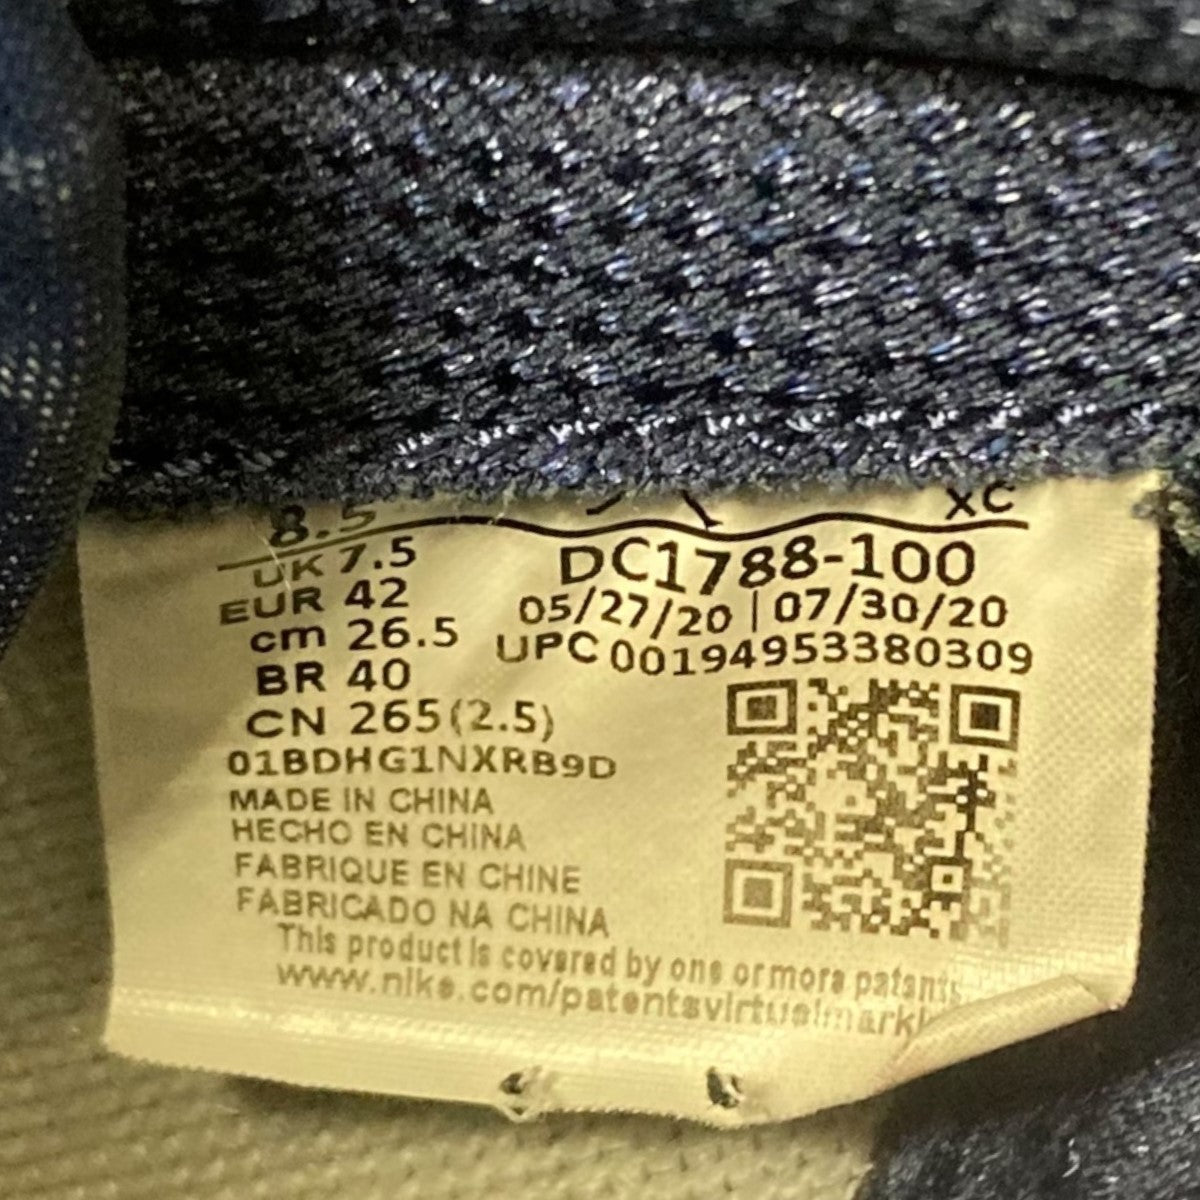 8.5 XC
UK 7.5 DC1788-100
EUR 42 05/27/20 | 07/30/20
cm 26.5 UPC 00194953380309
BR 40
CN 265(2.5)
01BDHG1NXRB9D
MADE IN CHINA
HECHO EN CHINA
FABRIQUE EN CHINE
FABRICADO NA CHINA
This product is covered by one or more patents.
www.nike.com/patentsvirtualmarki